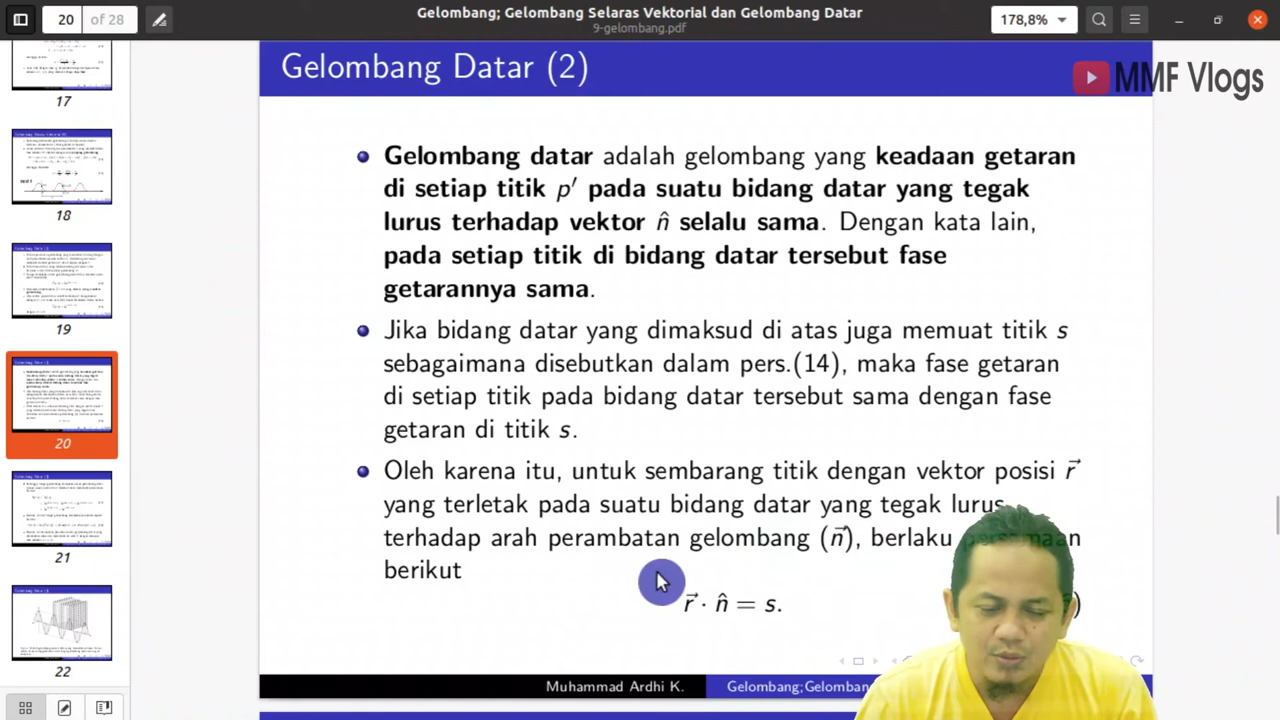 20 of 28
Gelombang; Gelombang Selaras Vektorial dan Gelombang Datar
9-gelombang.pdf
178,8%
Gelombang Datar (2)
MMF Vlogs
Gelombang datar adalah gelombang yang keadaan getaran
di setiap titik p′ pada suatu bidang datar yang tegak
lurus terhadap vektor n̂ selalu sama. Dengan kata lain,
pada setiap titik di bidang datar tersebut fase
getarannya sama.
Jika bidang datar yang dimaksud di atas juga memuat titik s
sebagaimana disebutkan dalam pers.(14), maka fase getaran
di setiap titik pada bidang datar tersebut sama dengan fase
getaran di titik s.
Oleh karena itu, untuk sembarang titik dengan vektor posisi r⃗
yang terletak pada suatu bidang datar yang tegak lurus
terhadap arah perambatan gelombang (n⃗), berlaku persamaan
berikut
r⃗ · n̂ = s.
)
Muhammad Ardhi K.
Gelombang;Gelomban
17
18
19
20
21
22